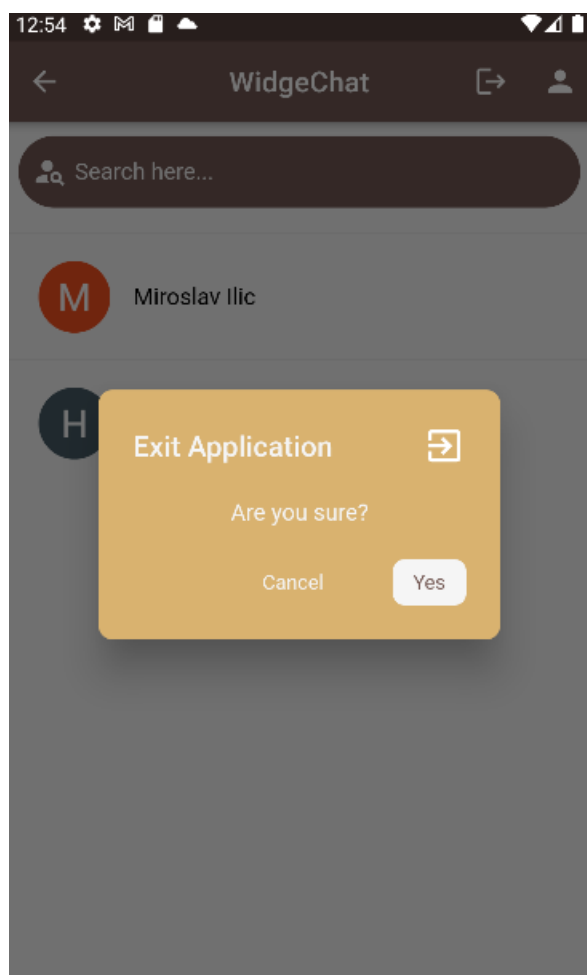 12:54
WidgeChat
Search here...
M
Miroslav Ilic
H
Exit Application
Are you sure?
Cancel
Yes